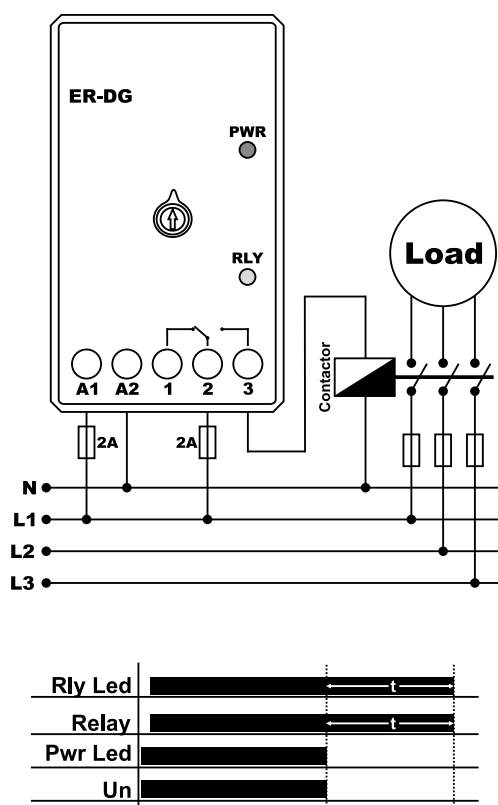 ER-DG
PWR
RLY
Load
A1 A2 1 2 3
Contactor
2A 2A
N
L1
L2
L3
Rly Led t
Relay t
Pwr Led
Un